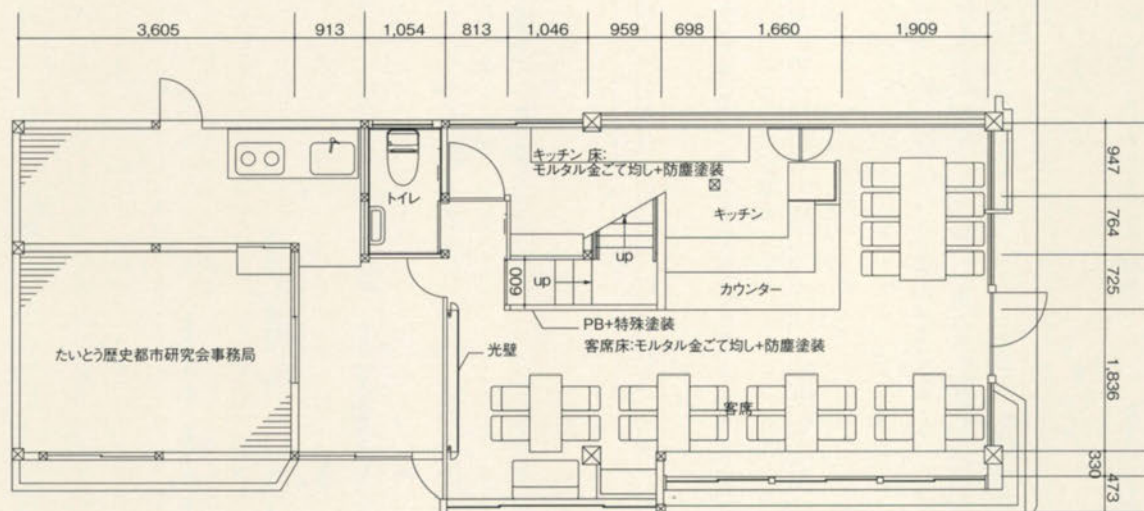 3,605 913 1,054 813 1,046 959 698 1,660 1,909
キッチン 床:
モルタル金ごて均し+防塵塗装
トイレ
キッチン
947
764
725
1,836
330
473
up
up
600
カウンター
PB+特殊塗装
客席床:モルタル金ごて均し+防塵塗装
たいとう歴史都市研究会事務局
光壁
客席